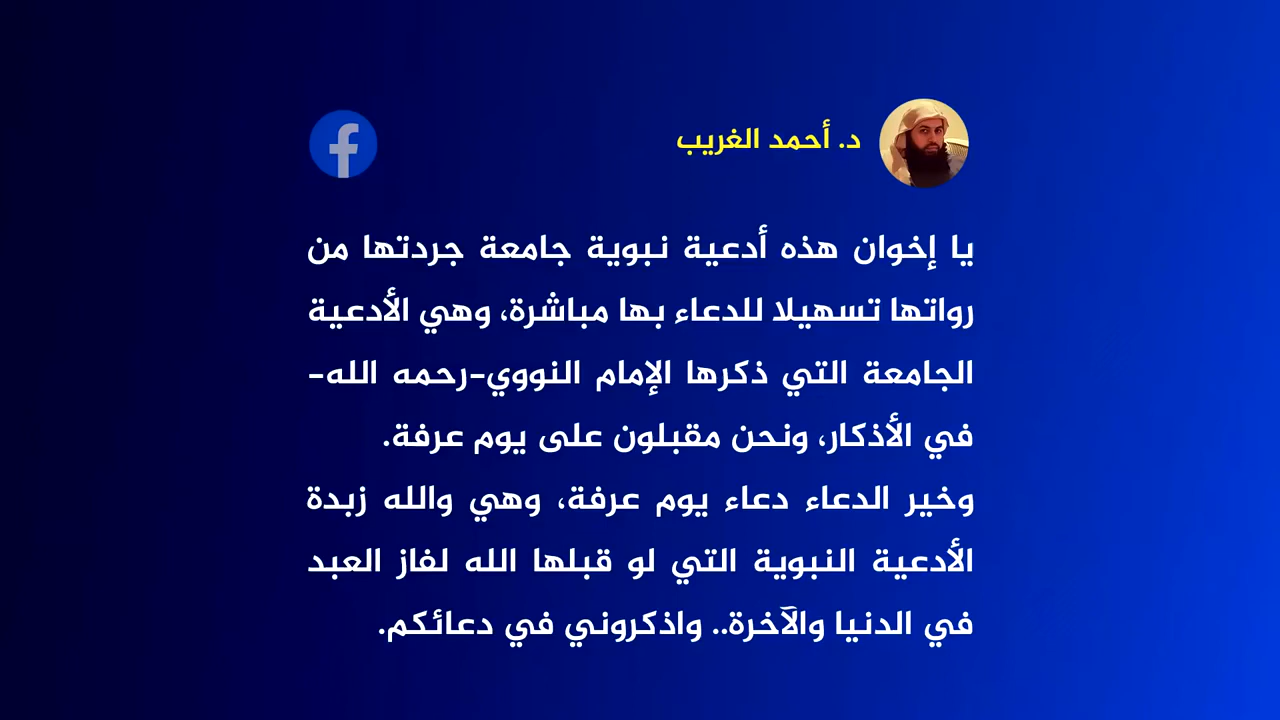 د. أحمد الغريب
يا إخوان هذه أدعية نبوية جامعة جردتها من
رواتها تسهيلا للدعاء بها مباشرة، وهي الأدعية
الجامعة التي ذكرها الإمام النووي-رحمه الله-
في الأذكار، ونحن مقبلون على يوم عرفة.
وخير الدعاء دعاء يوم عرفة، وهي والله زبدة
الأدعية النبوية التي لو قبلها الله لفاز العبد
في الدنيا والآخرة.. واذكروني في دعائكم.